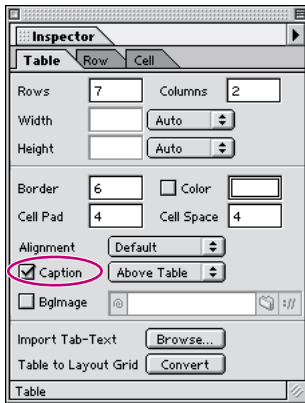 Inspector
Table Row Cell
Rows 7 Columns 2
Width Auto
Height Auto
Border 6 Color
Cell Pad 4 Cell Space 4
Alignment Default
Caption Above Table
BgImage ://
Import Tab-Text Browse...
Table to Layout Grid Convert
Table